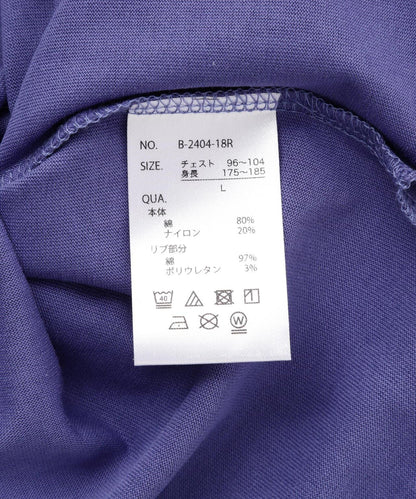 NO. B-2404-18R
SIZE. チェスト 96～104
身長 175～185
L
QUA.
本体
綿 80%
ナイロン 20%
リブ部分
綿 97%
ポリウレタン 3%
40
W